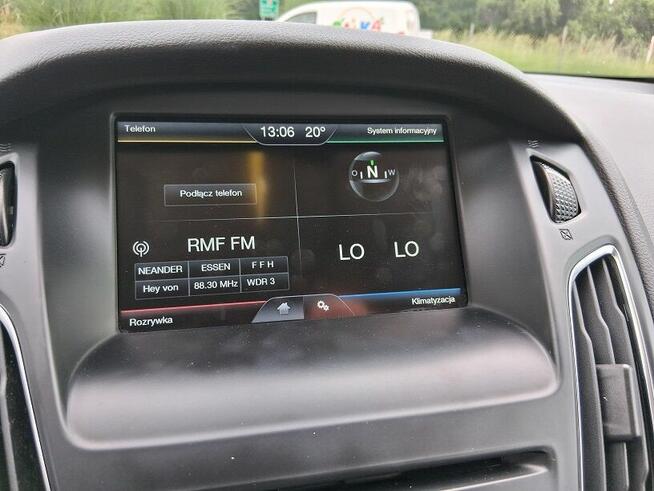 Telefon
13:06 20°
System informacyjny
Podłącz telefon
O N W
RMF FM
LO LO
NEANDER ESSEN F F H
Hey von 88.30 MHz WDR 3
Rozrywka
Klimatyzacja